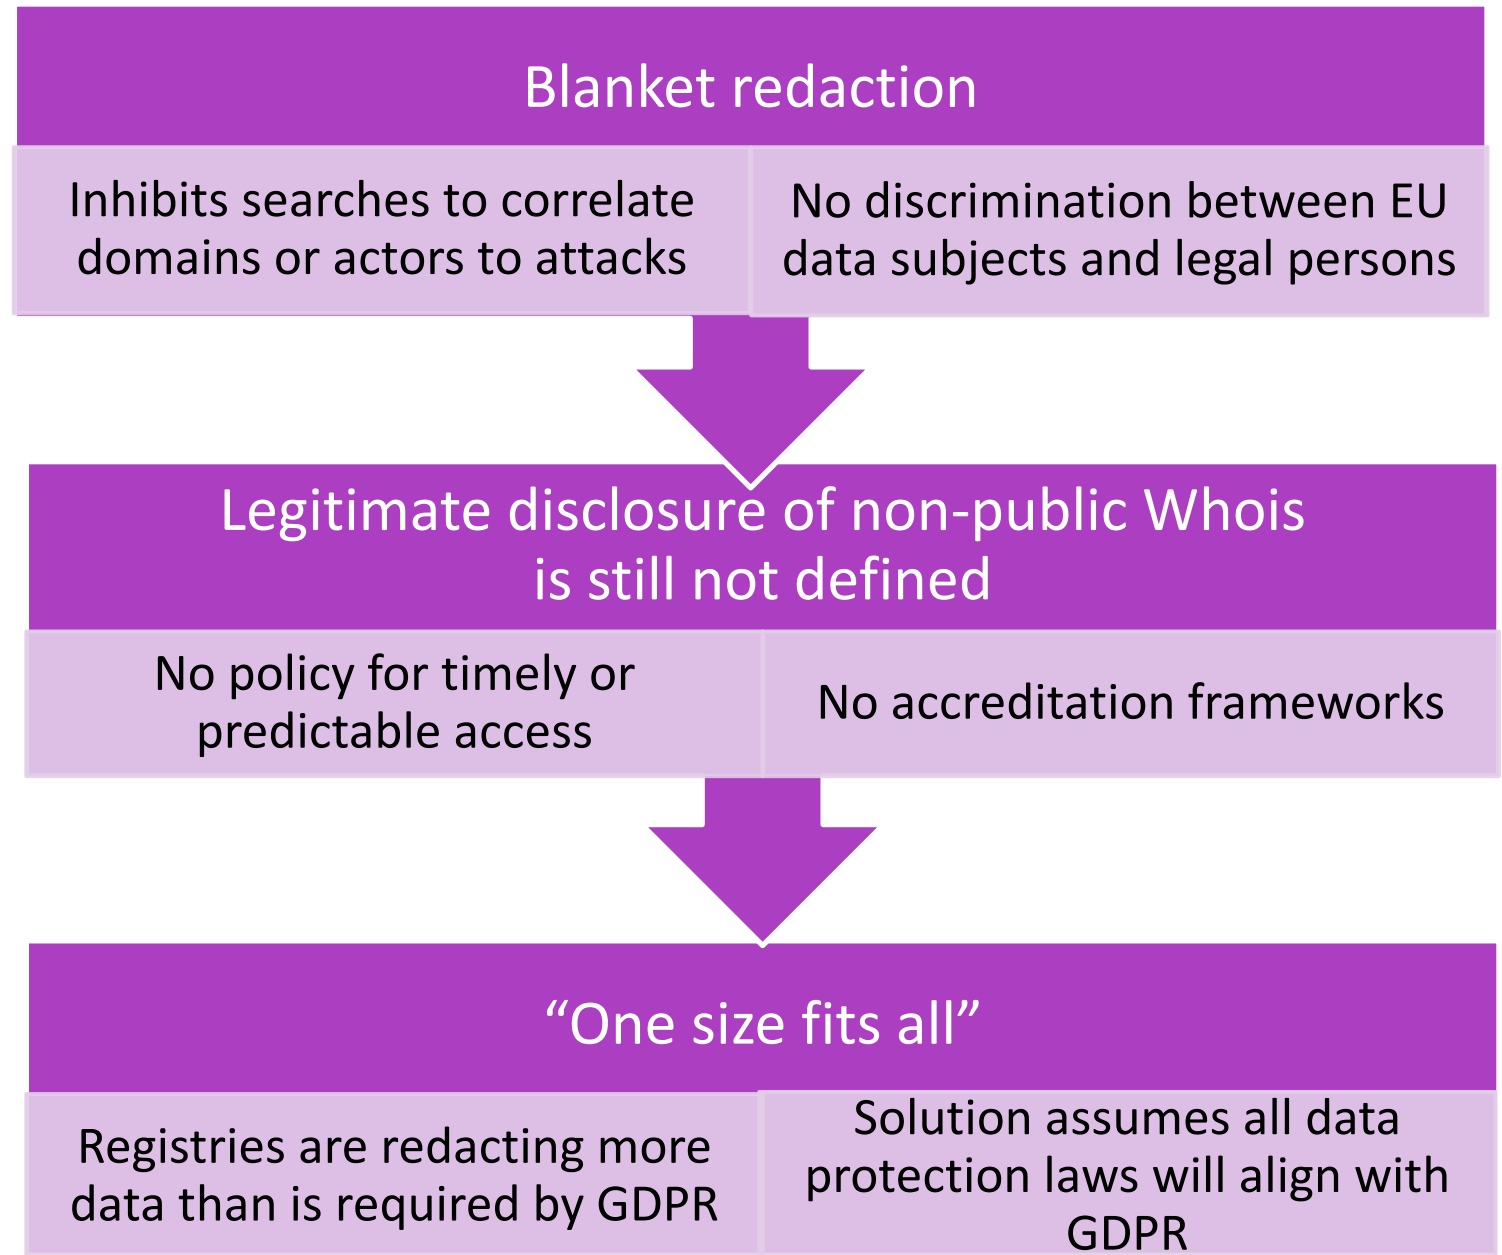 Blanket redaction
Inhibits searches to correlate
domains or actors to attacks
No discrimination between EU
data subjects and legal persons
Legitimate disclosure of non-public Whois
is still not defined
No policy for timely or
predictable access
No accreditation frameworks
“One size fits all”
Registries are redacting more
data than is required by GDPR
Solution assumes all data
protection laws will align with
GDPR